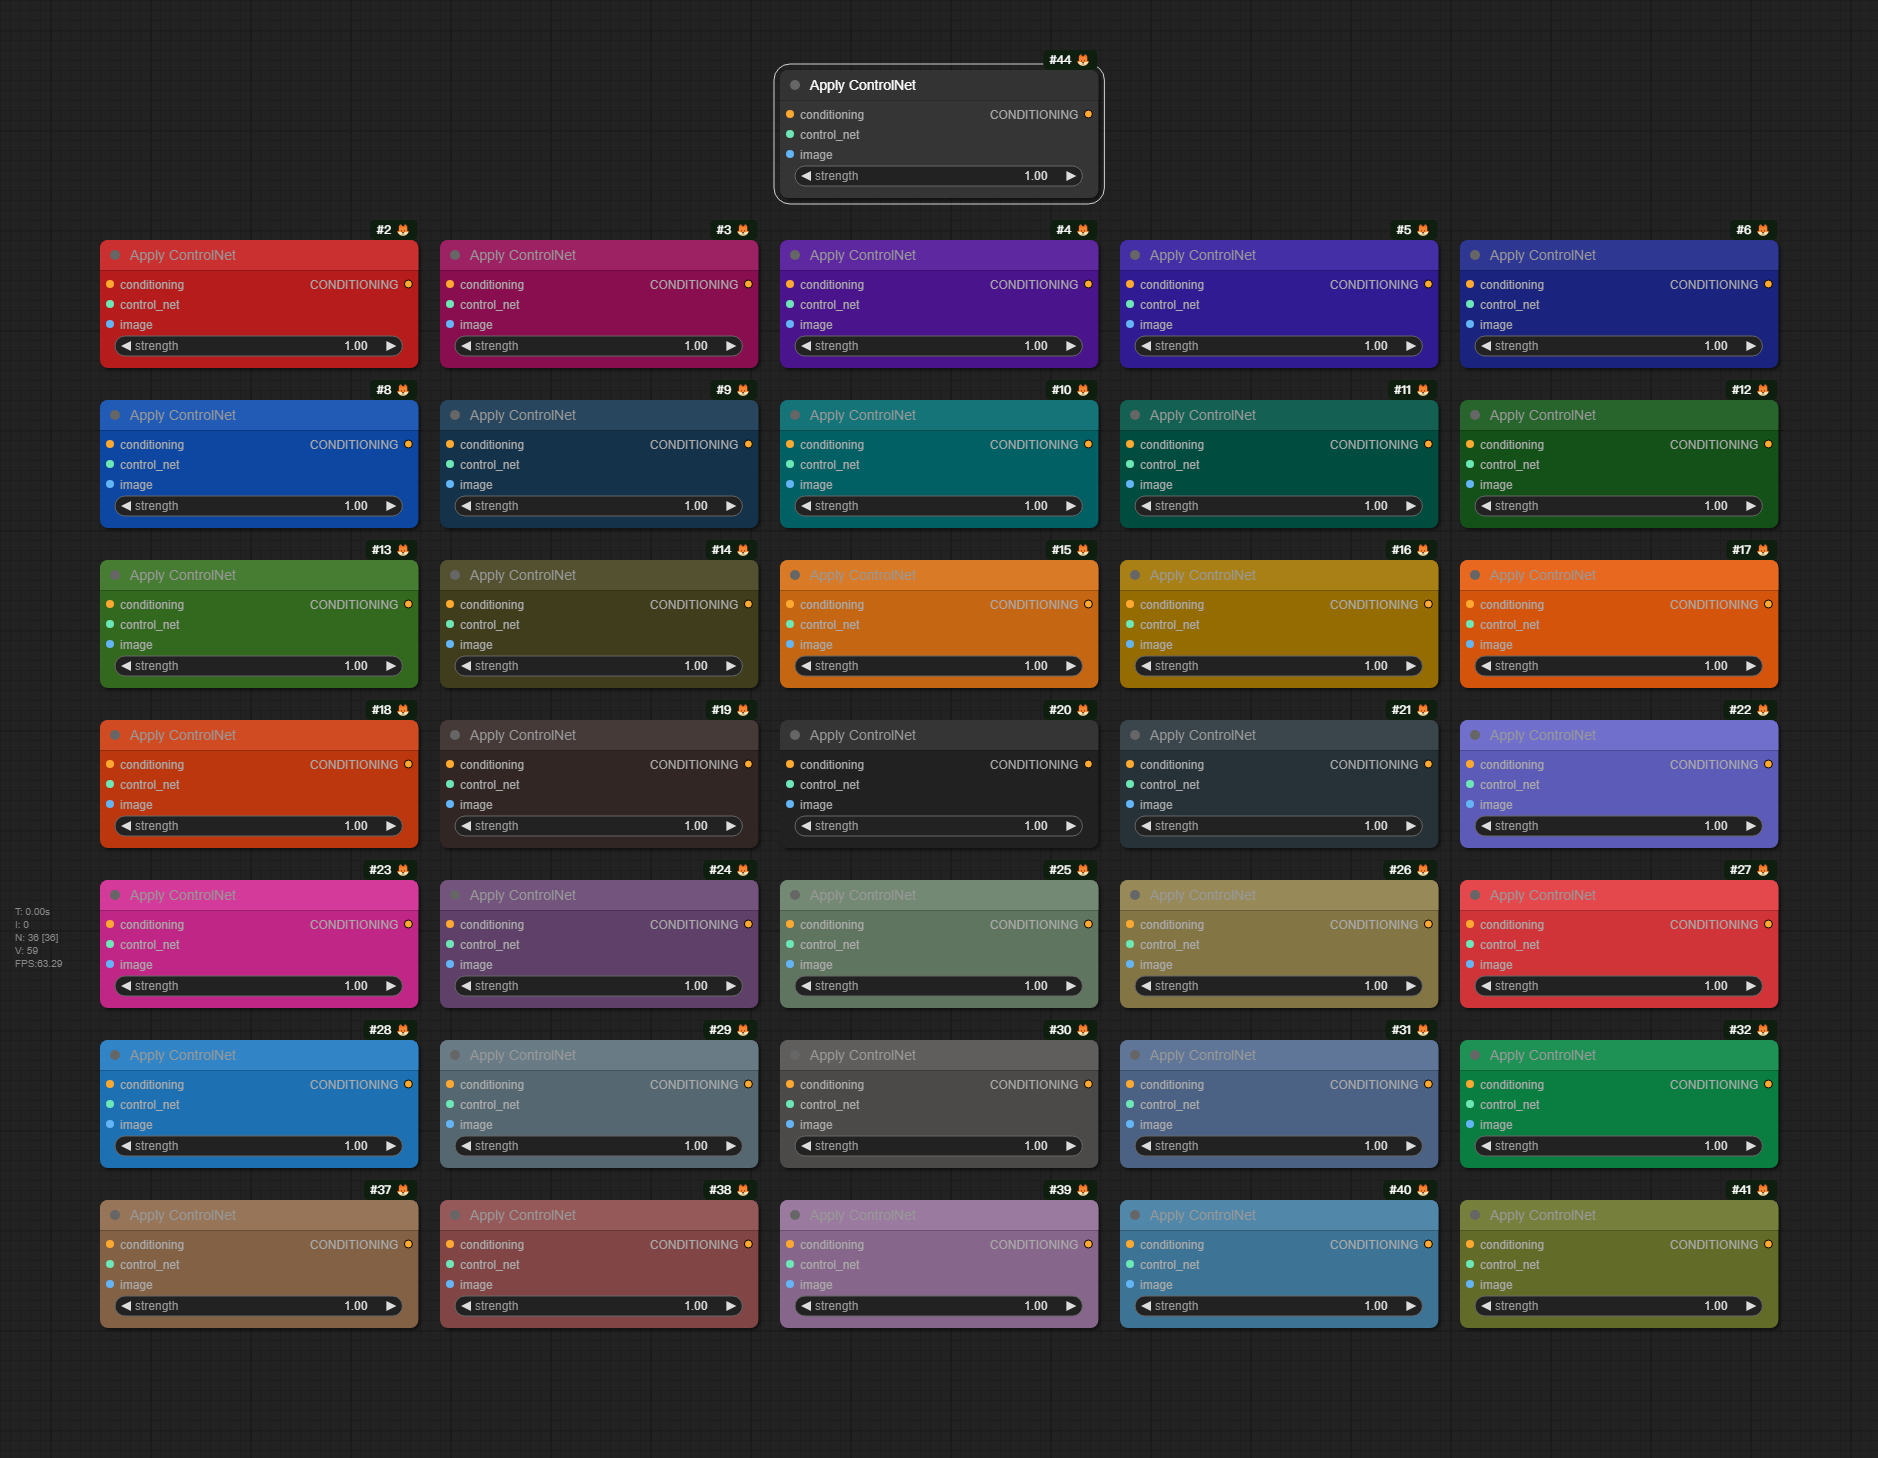 #44
Apply ControlNet
conditioning CONDITIONING
control_net
image
strength 1.00
#2 #3 #4 #5 #6
Apply ControlNet Apply ControlNet Apply ControlNet Apply ControlNet Apply ControlNet
conditioning CONDITIONING conditioning CONDITIONING conditioning CONDITIONING conditioning CONDITIONING conditioning CONDITIONING
control_net control_net control_net control_net control_net
image image image image image
strength 1.00 strength 1.00 strength 1.00 strength 1.00 strength 1.00
#8 #9 #10 #11 #12
Apply ControlNet Apply ControlNet Apply ControlNet Apply ControlNet Apply ControlNet
conditioning CONDITIONING conditioning CONDITIONING conditioning CONDITIONING conditioning CONDITIONING conditioning CONDITIONING
control_net control_net control_net control_net control_net
image image image image image
strength 1.00 strength 1.00 strength 1.00 strength 1.00 strength 1.00
#13 #14 #15 #16 #17
Apply ControlNet Apply ControlNet Apply ControlNet Apply ControlNet Apply ControlNet
conditioning CONDITIONING conditioning CONDITIONING conditioning CONDITIONING conditioning CONDITIONING conditioning CONDITIONING
control_net control_net control_net control_net control_net
image image image image image
strength 1.00 strength 1.00 strength 1.00 strength 1.00 strength 1.00
#18 #19 #20 #21 #22
Apply ControlNet Apply ControlNet Apply ControlNet Apply ControlNet Apply ControlNet
conditioning CONDITIONING conditioning CONDITIONING conditioning CONDITIONING conditioning CONDITIONING conditioning CONDITIONING
control_net control_net control_net control_net control_net
image image image image image
strength 1.00 strength 1.00 strength 1.00 strength 1.00 strength 1.00
#23 #24 #25 #26 #27
Apply ControlNet Apply ControlNet Apply ControlNet Apply ControlNet Apply ControlNet
conditioning CONDITIONING conditioning CONDITIONING conditioning CONDITIONING conditioning CONDITIONING conditioning CONDITIONING
control_net control_net control_net control_net control_net
image image image image image
strength 1.00 strength 1.00 strength 1.00 strength 1.00 strength 1.00
T: 0.00s
I: 0
N: 36 [36]
V: 59
FPS:63.29
#28 #29 #30 #31 #32
Apply ControlNet Apply ControlNet Apply ControlNet Apply ControlNet Apply ControlNet
conditioning CONDITIONING conditioning CONDITIONING conditioning CONDITIONING conditioning CONDITIONING conditioning CONDITIONING
control_net control_net control_net control_net control_net
image image image image image
strength 1.00 strength 1.00 strength 1.00 strength 1.00 strength 1.00
#37 #38 #39 #40 #41
Apply ControlNet Apply ControlNet Apply ControlNet Apply ControlNet Apply ControlNet
conditioning CONDITIONING conditioning CONDITIONING conditioning CONDITIONING conditioning CONDITIONING conditioning CONDITIONING
control_net control_net control_net control_net control_net
image image image image image
strength 1.00 strength 1.00 strength 1.00 strength 1.00 strength 1.00